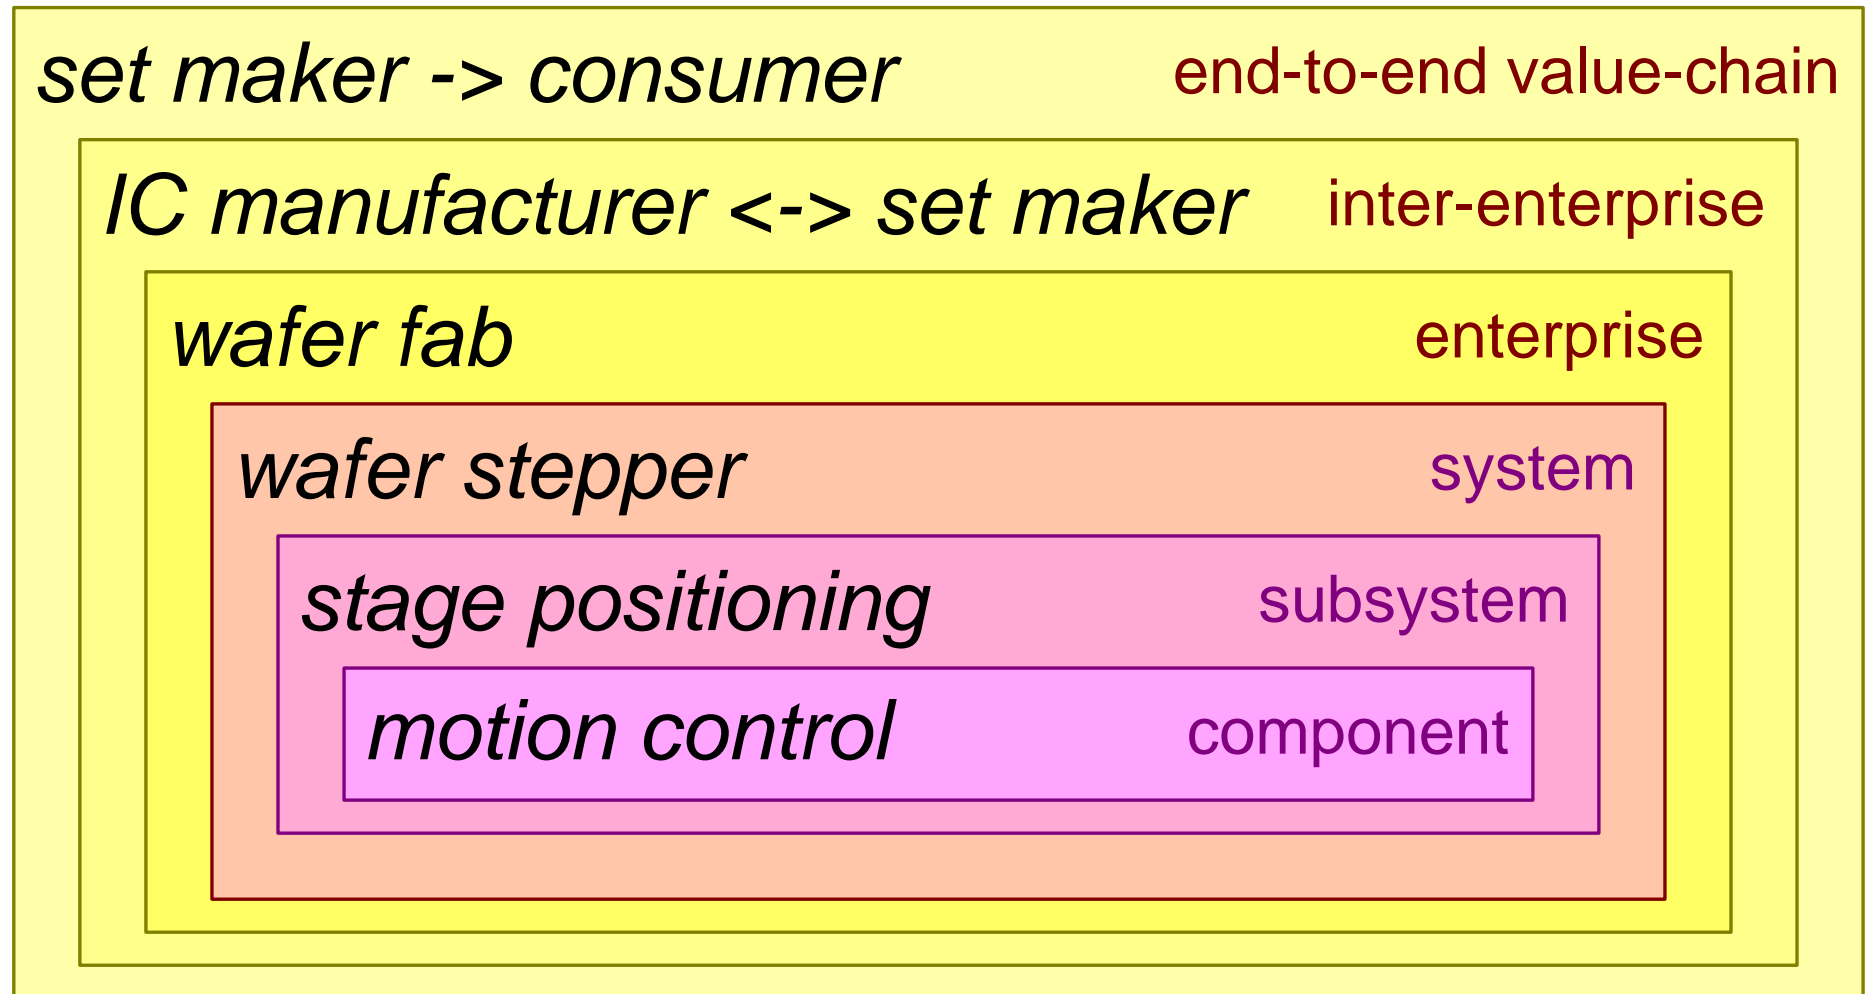 set maker -> consumer end-to-end value-chain
IC manufacturer <-> set maker inter-enterprise
wafer fab enterprise
wafer stepper system
stage positioning subsystem
motion control component